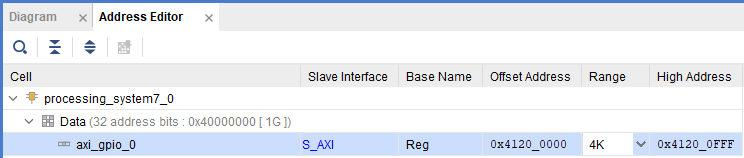 Diagram × Address Editor ×
Cell Slave Interface Base Name Offset Address Range High Address
processing_system7_0
Data (32 address bits : 0x40000000 [ 1G ])
axi_gpio_0 S_AXI Reg 0x4120_0000 4K 0x4120_0FFF